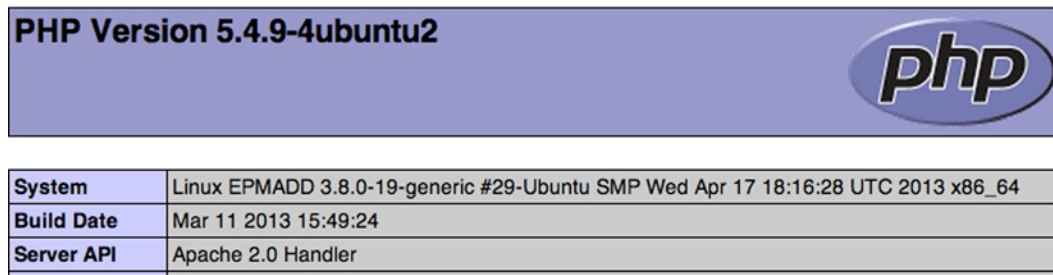 PHP Version 5.4.9-4ubuntu2
php
System Linux EPMADD 3.8.0-19-generic #29-Ubuntu SMP Wed Apr 17 18:16:28 UTC 2013 x86_64
Build Date Mar 11 2013 15:49:24
Server API Apache 2.0 Handler